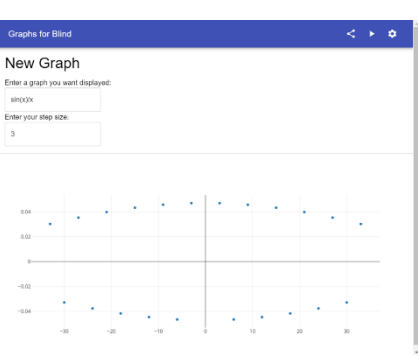 Graphs for Blind
New Graph
Enter a graph you want displayed:
sin(x)/x
Enter your step size:
3
0.04
0.02
0
−0.02
−0.04
−30
−20
−10
0
10
20
30